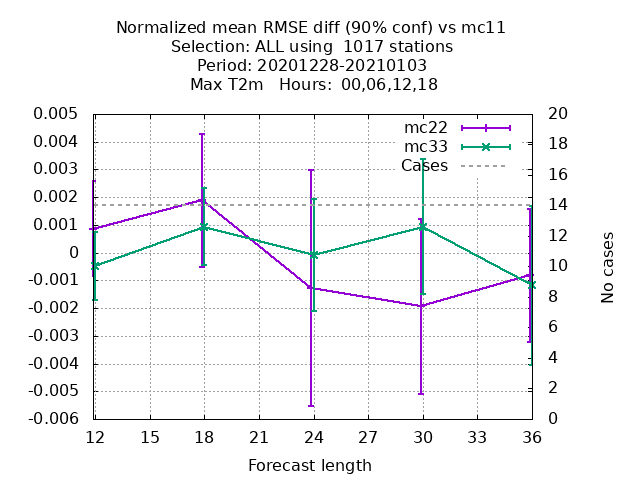 Normalized mean RMSE diff (90% conf) vs mc11
Selection: ALL using  1017 stations
Period: 20201228-20210103
Max T2m   Hours:  00,06,12,18
mc22
mc33
Cases
0.005
0.004
0.003
0.002
0.001
0
-0.001
-0.002
-0.003
-0.004
-0.005
-0.006
20
18
16
14
12
10
8
6
4
2
0
No cases
12 15 18 21 24 27 30 33 36
Forecast length